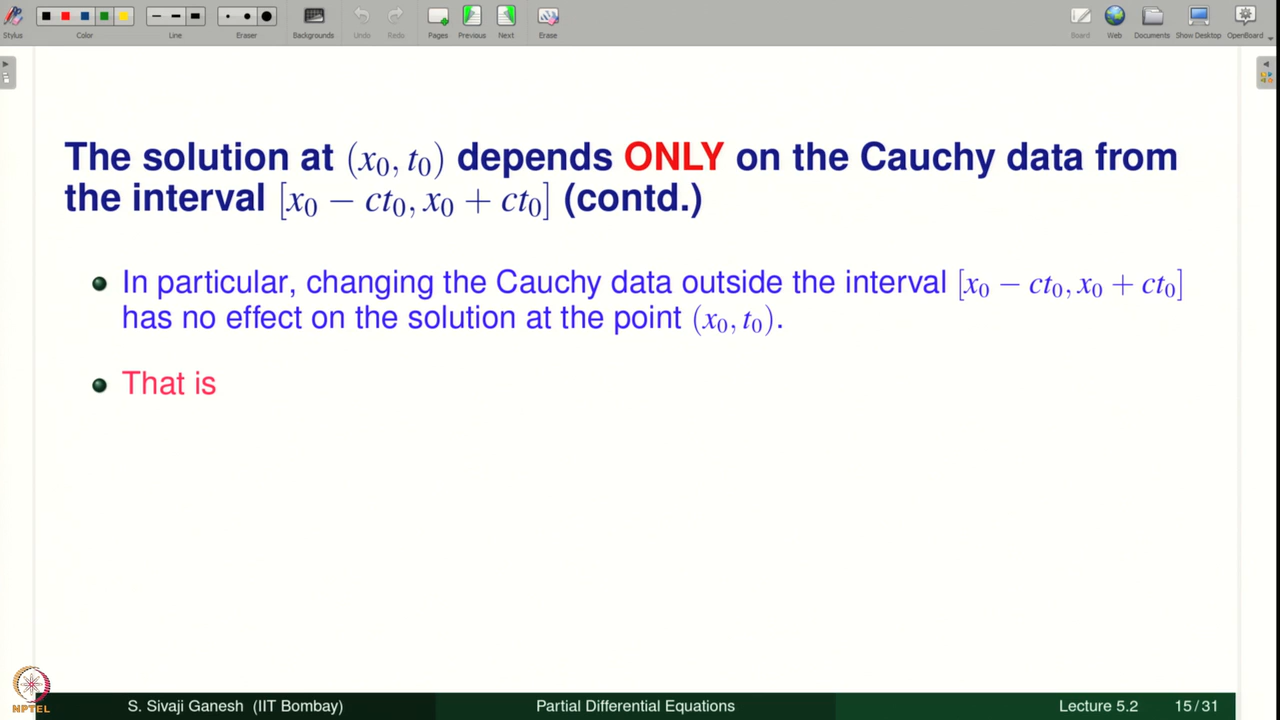 Stylus Color Line Eraser Backgrounds Undo Redo Pages Previous Next Erase Board Web Documents Show Desktop OpenBoard
The solution at (x₀, t₀) depends ONLY on the Cauchy data from
the interval [x₀ − ct₀, x₀ + ct₀] (contd.)
In particular, changing the Cauchy data outside the interval [x₀ − ct₀, x₀ + ct₀]
has no effect on the solution at the point (x₀, t₀).
That is
NPTEL
S. Sivaji Ganesh (IIT Bombay) Partial Differential Equations Lecture 5.2 15/31